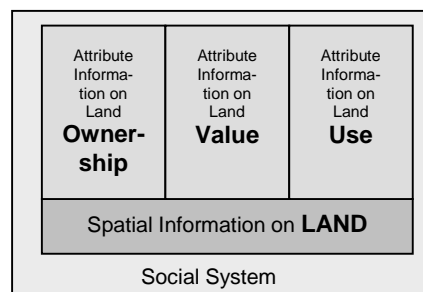 Attribute
Informa-
tion on
Land
Owner-
ship
Attribute
Informa-
tion on
Land
Value
Attribute
Informa-
tion on
Land
Use
Spatial Information on LAND
Social System